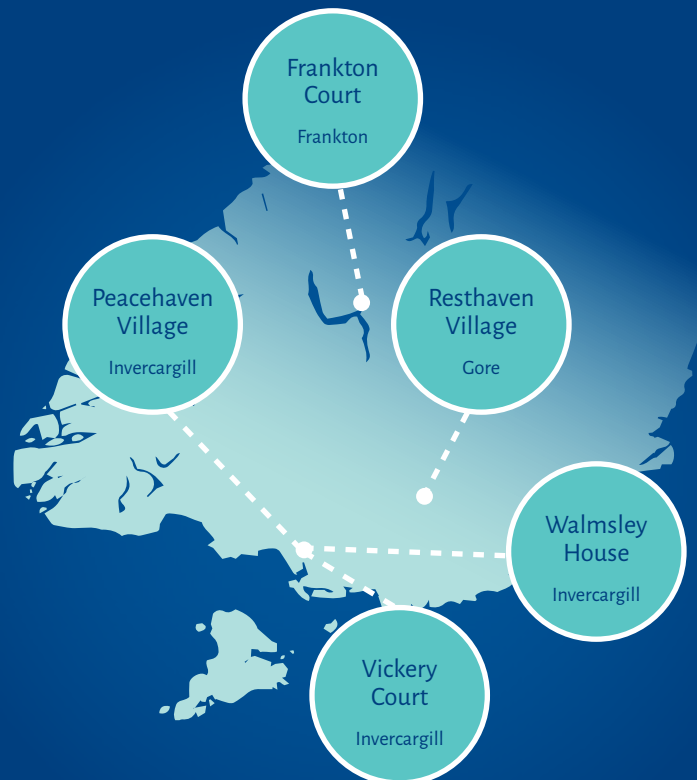 Frankton
Court
Frankton
Peacehaven
Village
Invercargill
Resthaven
Village
Gore
Walmsley
House
Invercargill
Vickery
Court
Invercargill